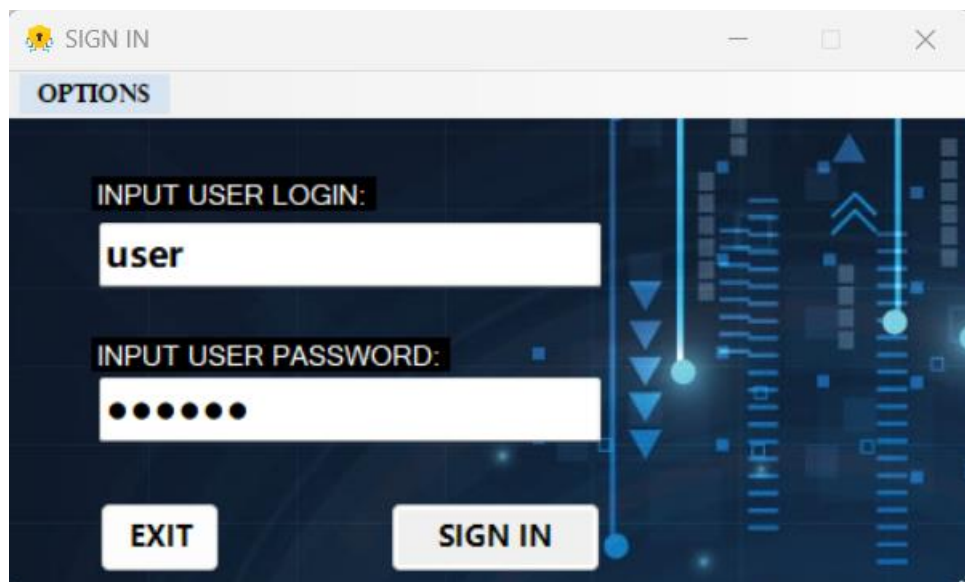 SIGN IN
OPTIONS
INPUT USER LOGIN:
user
INPUT USER PASSWORD:
●●●●●●
EXIT SIGN IN